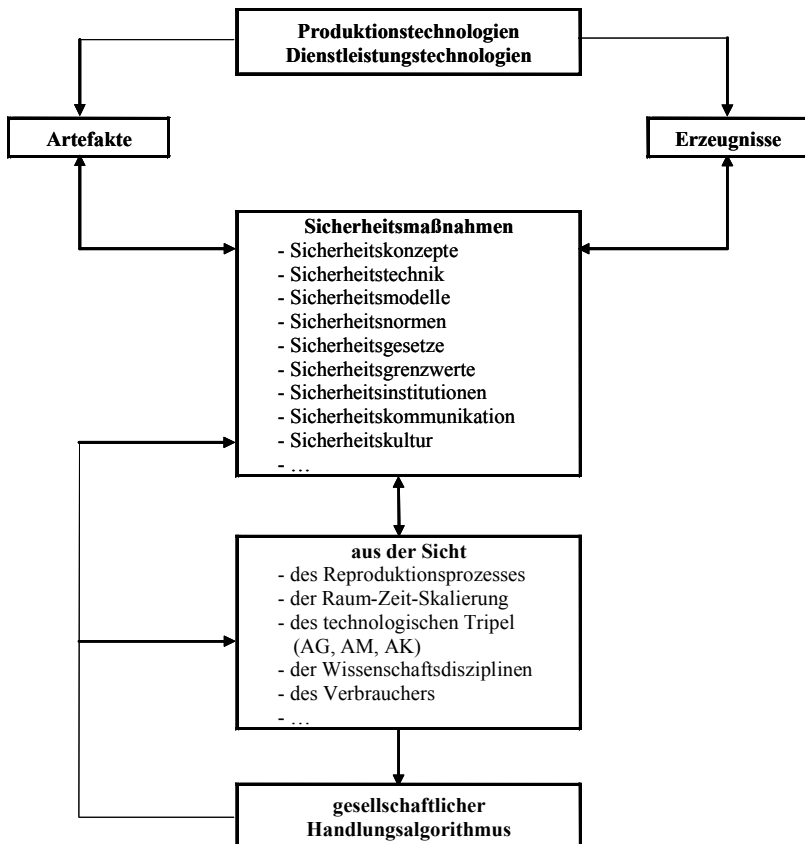 Produktionstechnologien
Dienstleistungstechnologien
Artefakte
Erzeugnisse
Sicherheitsmaßnahmen
- Sicherheitskonzepte
- Sicherheitstechnik
- Sicherheitsmodelle
- Sicherheitsnormen
- Sicherheitsgesetze
- Sicherheitsgrenzwerte
- Sicherheitsinstitutionen
- Sicherheitskommunikation
- Sicherheitskultur
- …
aus der Sicht
- des Reproduktionsprozesses
- der Raum-Zeit-Skalierung
- des technologischen Tripel
(AG, AM, AK)
- der Wissenschaftsdisziplinen
- des Verbrauchers
- …
gesellschaftlicher
Handlungsalgorithmus